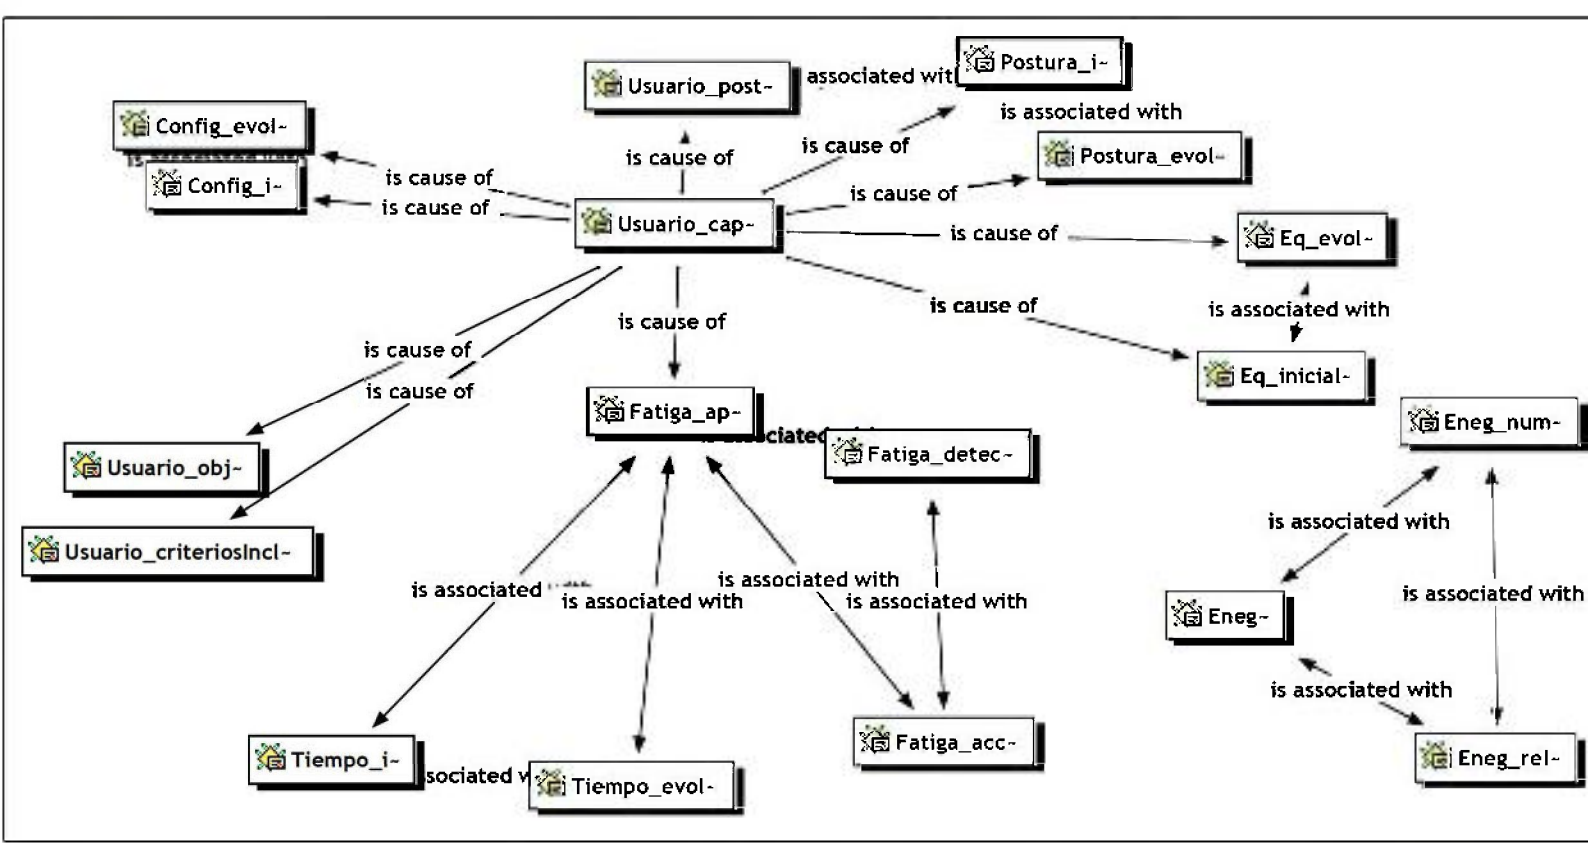 Postura_i~
Usuario_post~
associated wit
is associated with
Config_evol~
is cause of
is cause of
Postura_evol~
is cause of
Config_i~
is cause of
is cause of
is cause of
Usuario_cap~
is cause of
Eq_evol~
is cause of
is associated with
is cause of
is cause of
Eq_inicial~
is cause of
Fatiga_ap~
Eneg_num~
associated
Fatiga_detec~
Usuario_obj~
is associated with
Usuario_criteriosIncl~
is associated with
is associated
is associated with
is associated with
is associated with
Eneg~
is associated with
Fatiga_acc~
Tiempo_i~
Eneg_rel~
sociated w
Tiempo_evol~